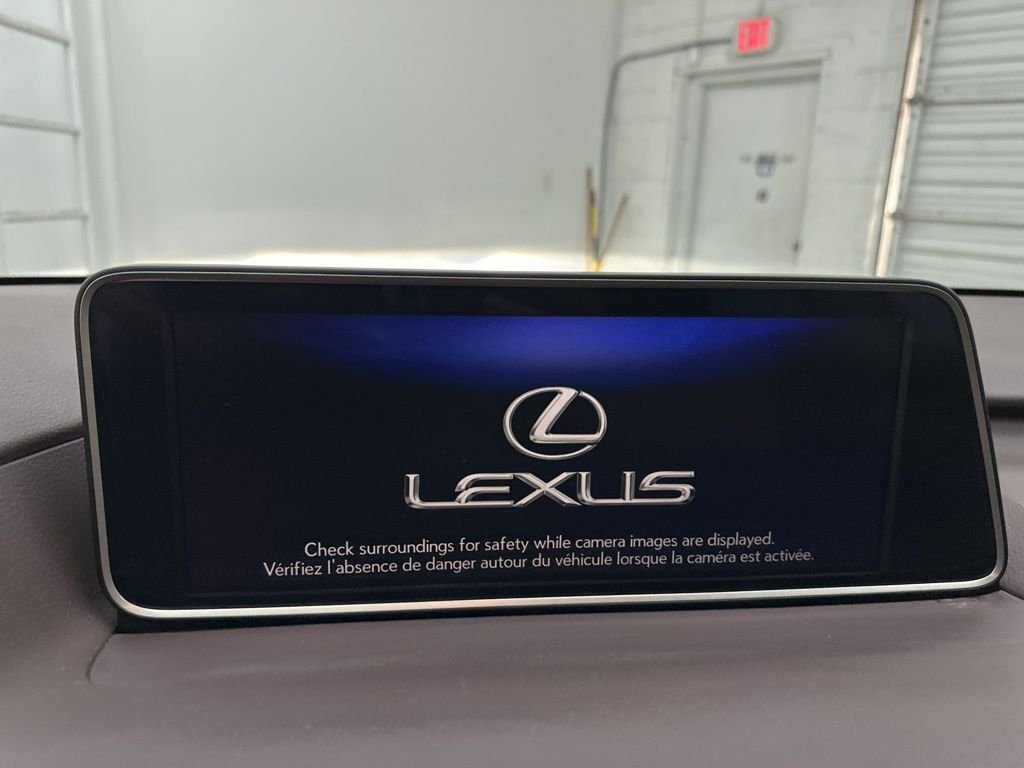 EXIT
LEXUS
Check surroundings for safety while camera images are displayed.
Vérifiez l'absence de danger autour du véhicule lorsque la caméra est activée.